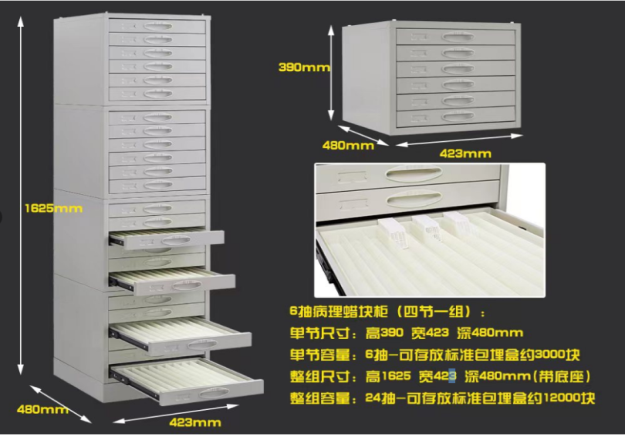 390mm
480mm
423mm
1625mm
6抽病理蜡块柜（四节一组）：
单节尺寸：高390 宽423 深480mm
单节容量：6抽-可存放标准包埋盒约3000块
整组尺寸：高1625 宽423 深480mm(带底座)
整组容量：24抽-可存放标准包埋盒约12000块
480mm
423mm